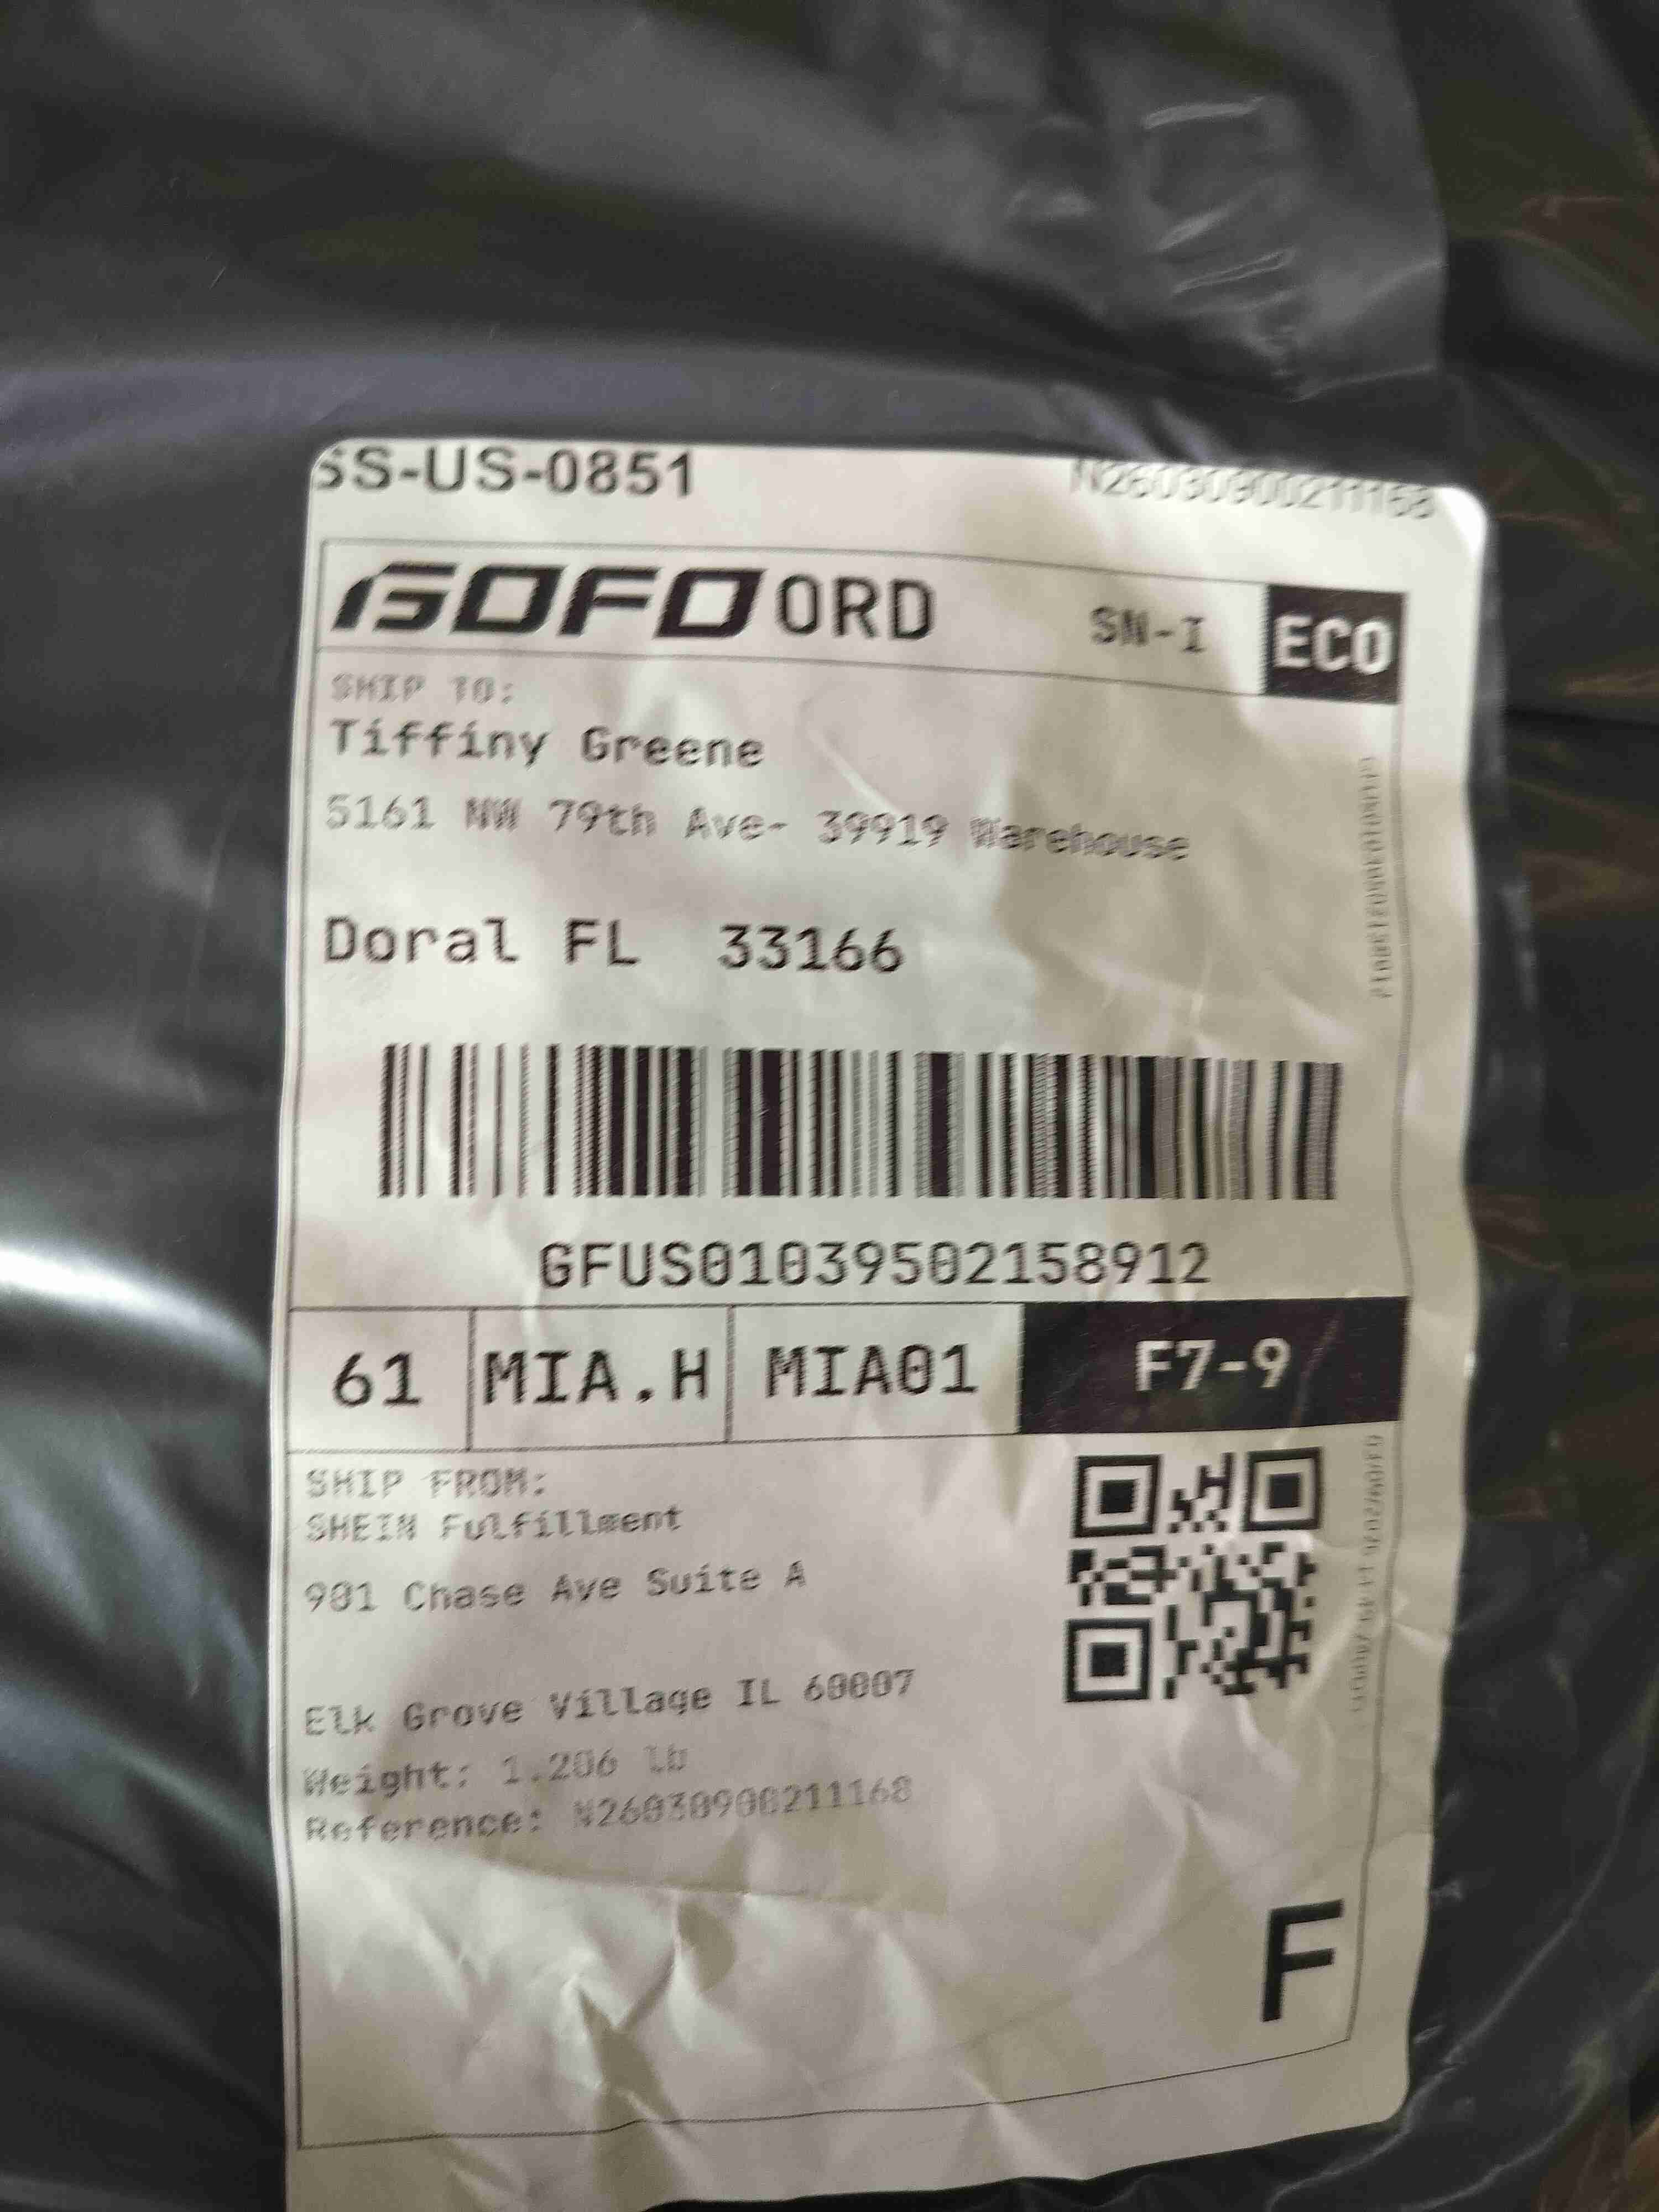 SS-US-0851 N26030900211168
GOFO ORD SN-I ECO
SHIP TO:
Tiffiny Greene
5161 NW 79th Ave- 39919 Warehouse
Doral FL 33166
GFUS01039502158912
GFUS01039502158912
61 MIA.H MIA01 F7-9
SHIP FROM:
SHEIN Fulfillment
901 Chase Ave Suite A
Elk Grove Village IL 60007
Weight: 1.206 lb
Reference: N26030900211168
F